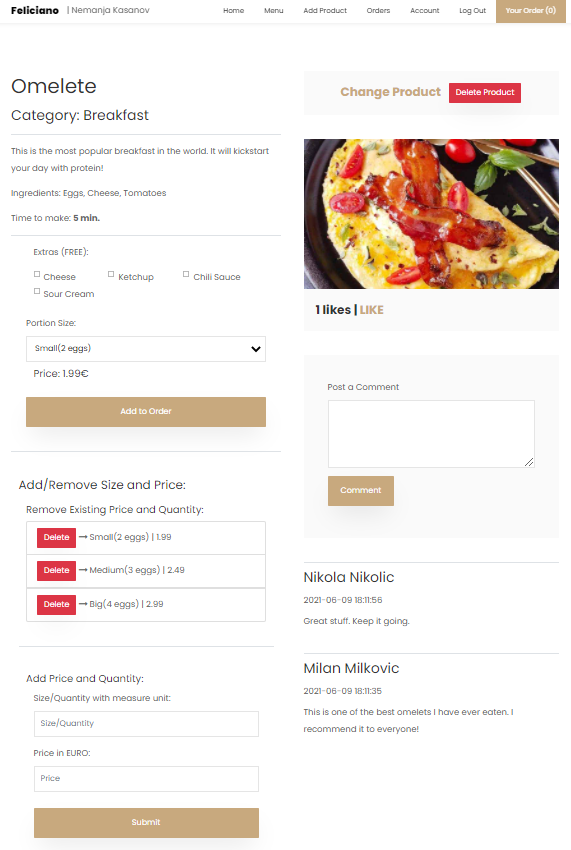 Feliciano | Nemanja Kasanov
Home Menu Add Product Orders Account Log Out Your Order (0)
Omelete
Category: Breakfast
This is the most popular breakfast in the world. It will kickstart
your day with protein!
Ingredients: Eggs, Cheese, Tomatoes
Time to make: 5 min.
Extras (FREE):
Cheese Ketchup Chili Sauce
Sour Cream
Portion Size:
Small(2 eggs)
Price: 1.99€
Add to Order
Add/Remove Size and Price:
Remove Existing Price and Quantity:
Delete ⟶ Small(2 eggs) | 1.99
Delete ⟶ Medium(3 eggs) | 2.49
Delete ⟶ Big(4 eggs) | 2.99
Add Price and Quantity:
Size/Quantity with measure unit:
Size/Quantity
Price in EURO:
Price
Submit
Change Product Delete Product
1 likes | LIKE
Post a Comment
Comment
Nikola Nikolic
2021-06-09 18:11:56
Great stuff. Keep it going.
Milan Milkovic
2021-06-09 18:11:35
This is one of the best omelets I have ever eaten. I
recommend it to everyone!